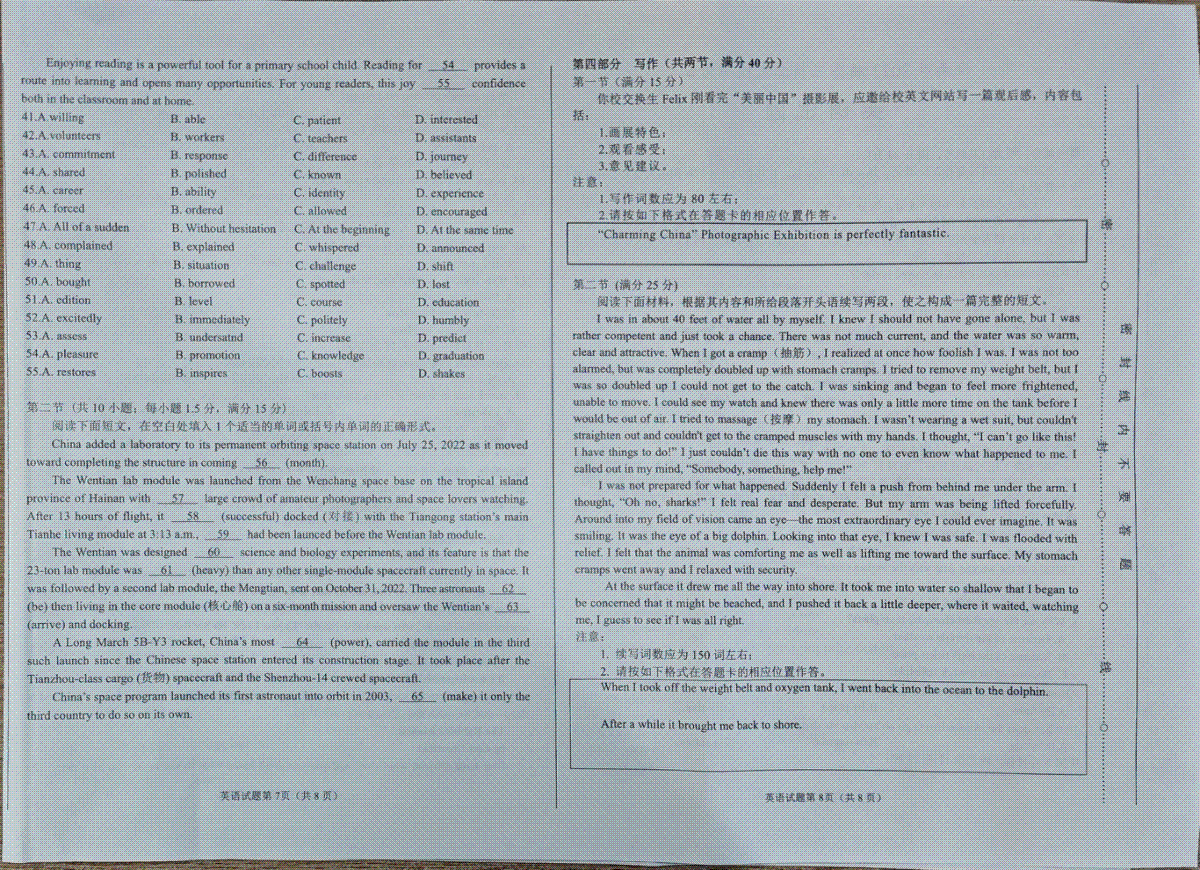 Enjoying reading is a powerful tool for a primary school child. Reading for 54 provides a
route into learning and opens many opportunities. For young readers, this joy 55 confidence
both in the classroom and at home.
41.A.willing B. able C. patient D. interested
42.A.volunteers B. workers C. teachers D. assistants
43.A. commitment B. response C. difference D. journey
44.A. shared B. polished C. known D. believed
45.A. career B. ability C. identity D. experience
46.A. forced B. ordered C. allowed D. encouraged
47.A. All of a sudden B. Without hesitation C. At the beginning D. At the same time
48.A. complained B. explained C. whispered D. announced
49.A. thing B. situation C. challenge D. shift
50.A. bought B. borrowed C. spotted D. lost
51.A. edition B. level C. course D. education
52.A. excitedly B. immediately C. politely D. humbly
53.A. assess B. undersatnd C. increase D. predict
54.A. pleasure B. promotion C. knowledge D. graduation
55.A. restores B. inspires C. boosts D. shakes
第二节（共 10 小题；每小题 1.5 分，满分 15 分）
阅读下面短文，在空白处填入 1 个适当的单词或括号内单词的正确形式。
China added a laboratory to its permanent orbiting space station on July 25, 2022 as it moved
toward completing the structure in coming 56 (month).
The Wentian lab module was launched from the Wenchang space base on the tropical island
province of Hainan with 57 large crowd of amateur photographers and space lovers watching.
After 13 hours of flight, it 58 (successful) docked (对接) with the Tiangong station's main
Tianhe living module at 3:13 a.m., 59 had been launced before the Wentian lab module.
The Wentian was designed 60 science and biology experiments, and its feature is that the
23-ton lab module was 61 (heavy) than any other single-module spacecraft currently in space. It
was followed by a second lab module, the Mengtian, sent on October 31, 2022. Three astronauts 62
(be) then living in the core module (核心舱) on a six-month mission and oversaw the Wentian's 63
(arrive) and docking.
A Long March 5B-Y3 rocket, China's most 64 (power), carried the module in the third
such launch since the Chinese space station entered its construction stage. It took place after the
Tianzhou-class cargo (货物) spacecraft and the Shenzhou-14 crewed spacecraft.
China's space program launched its first astronaut into orbit in 2003, 65 (make) it only the
third country to do so on its own.
英语试题第 7页（共 8 页）
第四部分 写作（共两节，满分 40 分）
第一节（满分 15 分）
你校交换生 Felix 刚看完“美丽中国”摄影展，应邀给校英文网站写一篇观后感，内容包
括：
1.画展特色；
2.观看感受；
3.意见建议。
注意：
1.写作词数应为 80 左右；
2.请按如下格式在答题卡的相应位置作答。
“Charming China” Photographic Exhibition is perfectly fantastic.
第二节 (满分 25 分)
阅读下面材料，根据其内容和所给段落开头语续写两段，使之构成一篇完整的短文。
I was in about 40 feet of water all by myself. I knew I should not have gone alone, but I was
rather competent and just took a chance. There was not much current, and the water was so warm,
clear and attractive. When I got a cramp（抽筋）, I realized at once how foolish I was. I was not too
alarmed, but was completely doubled up with stomach cramps. I tried to remove my weight belt, but I
was so doubled up I could not get to the catch. I was sinking and began to feel more frightened,
unable to move. I could see my watch and knew there was only a little more time on the tank before I
would be out of air. I tried to massage（按摩）my stomach. I wasn't wearing a wet suit, but couldn't
straighten out and couldn't get to the cramped muscles with my hands. I thought, “I can't go like this!
I have things to do!” I just couldn't die this way with no one to even know what happened to me. I
called out in my mind, “Somebody, something, help me!”
I was not prepared for what happened. Suddenly I felt a push from behind me under the arm. I
thought, “Oh no, sharks!” I felt real fear and desperate. But my arm was being lifted forcefully.
Around into my field of vision came an eye—the most extraordinary eye I could ever imagine. It was
smiling. It was the eye of a big dolphin. Looking into that eye, I knew I was safe. I was flooded with
relief. I felt that the animal was comforting me as well as lifting me toward the surface. My stomach
cramps went away and I relaxed with security.
At the surface it drew me all the way into shore. It took me into water so shallow that I began to
be concerned that it might be beached, and I pushed it back a little deeper, where it waited, watching
me, I guess to see if I was all right.
注意：
1. 续写词数应为 150 词左右；
2. 请按如下格式在答题卡的相应位置作答。
When I took off the weight belt and oxygen tank, I went back into the ocean to the dolphin.
After a while it brought me back to shore.
英语试题第 8页（共 8 页）
密 封 线
密 封 线 内 不 要 答 题